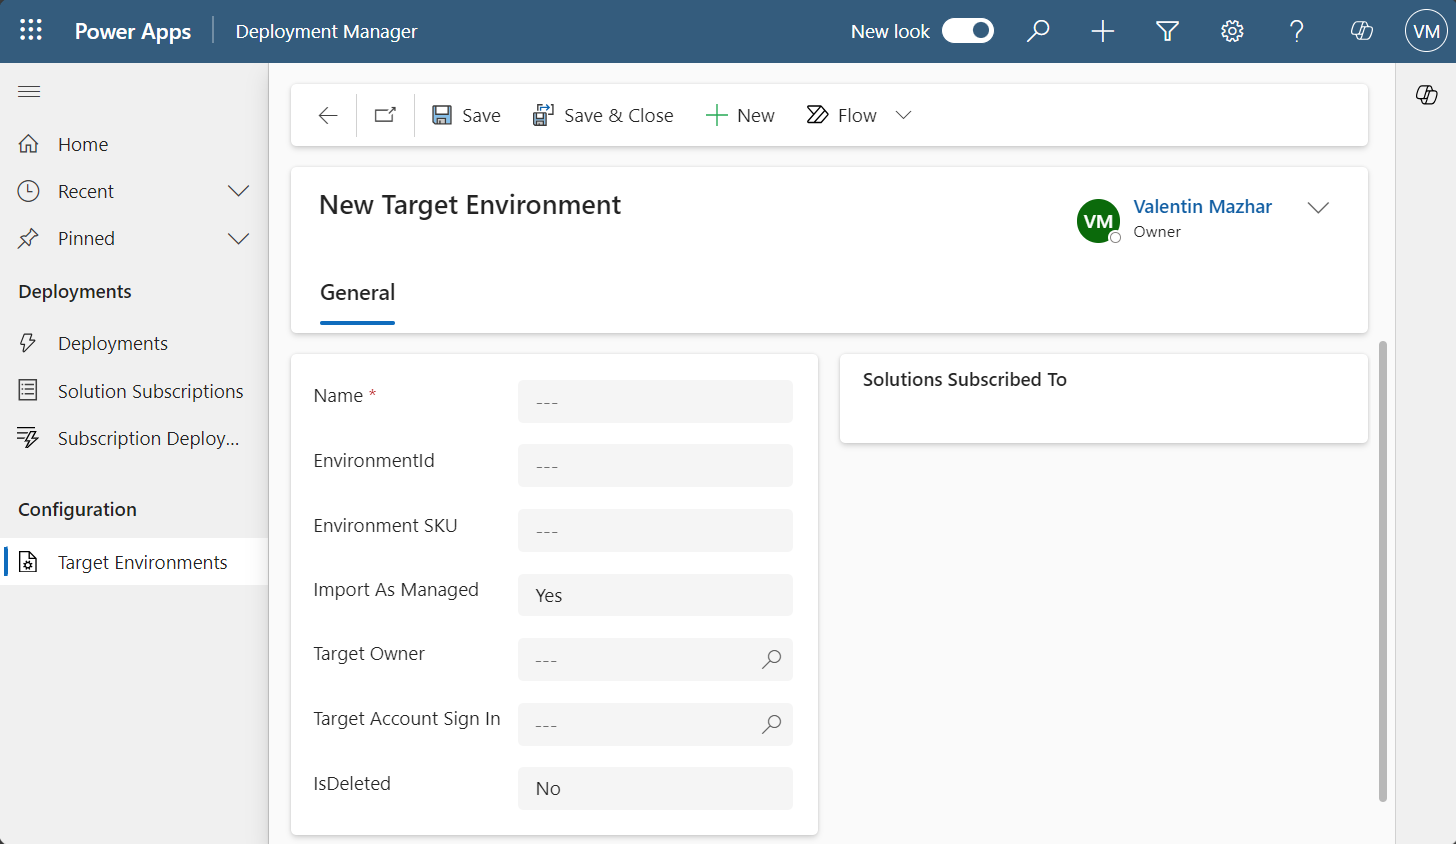 Power Apps
Deployment Manager
New look
VM
Home
Recent
Pinned
Deployments
Deployments
Solution Subscriptions
Subscription Deploy...
Configuration
Target Environments
Save
Save & Close
New
Flow
New Target Environment
VM
Valentin Mazhar
Owner
General
Name *
---
EnvironmentId
---
Environment SKU
---
Import As Managed
Yes
Target Owner
---
Target Account Sign In
---
IsDeleted
No
Solutions Subscribed To